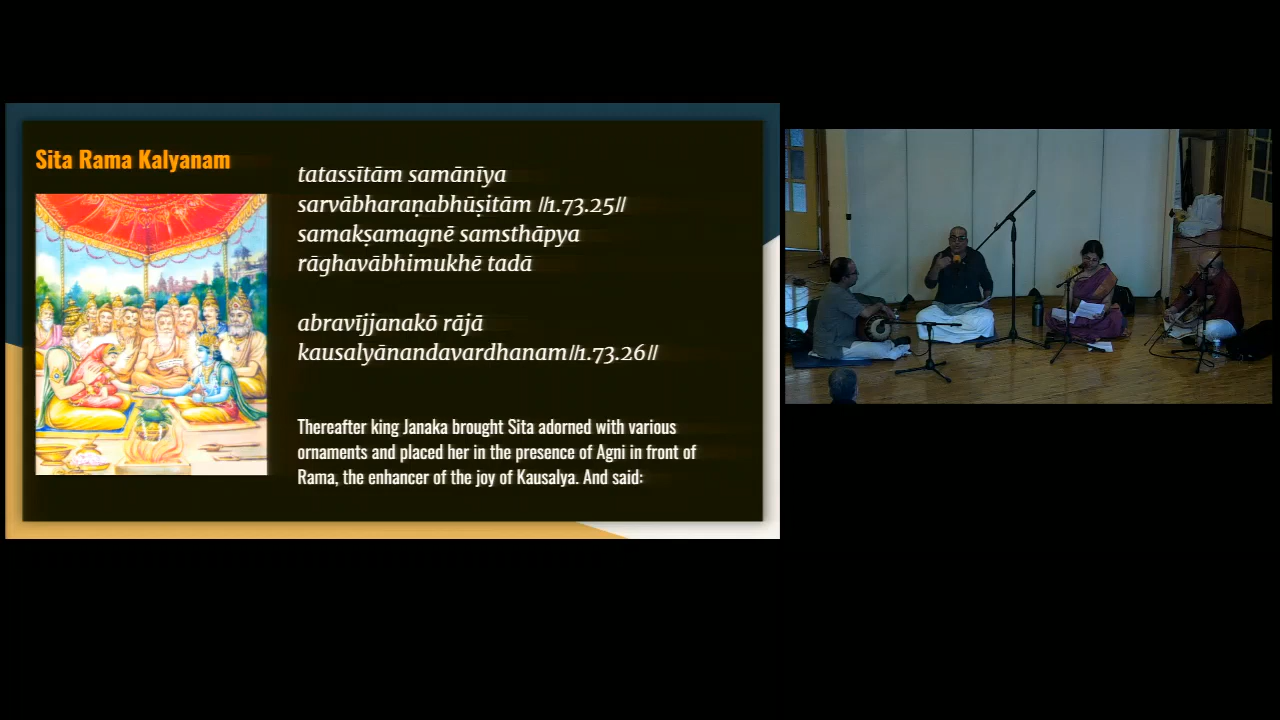 Sita Rama Kalyanam
tatassītām samānīya
sarvābharaṇabhūṣitām //1.73.25//
samakṣamagnē samsthāpya
rāghavābhimukhē tadā
abravījjanakō rājā
kausalyānandavardhanam//1.73.26//
Thereafter king Janaka brought Sita adorned with various
ornaments and placed her in the presence of Agni in front of
Rama, the enhancer of the joy of Kausalya. And said: